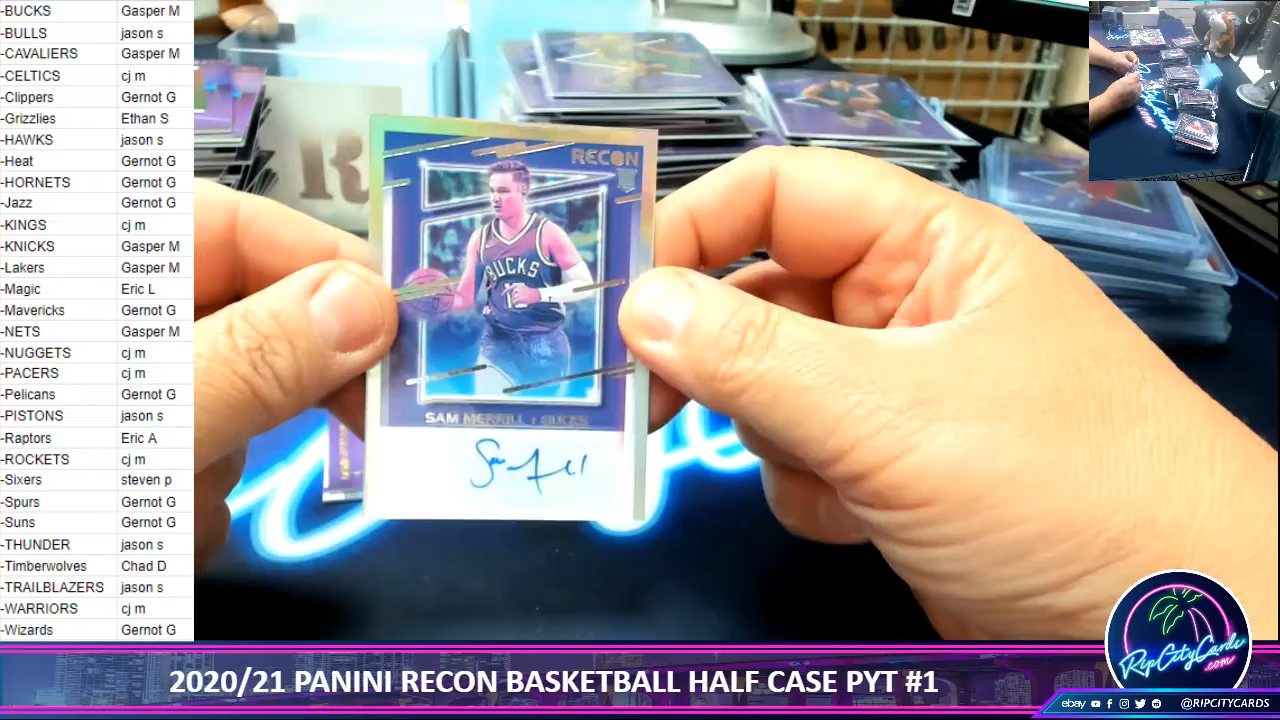 -BUCKS Gasper M
-BULLS jason s
-CAVALIERS Gasper M
-CELTICS cj m
-Clippers Gernot G
-Grizzlies Ethan S
-HAWKS jason s
-Heat Gernot G
-HORNETS Gernot G
-Jazz Gernot G
-KINGS cj m
-KNICKS Gasper M
-Lakers Gasper M
-Magic Eric L
-Mavericks Gernot G
-NETS Gasper M
-NUGGETS cj m
-PACERS cj m
-Pelicans Gernot G
-PISTONS jason s
-Raptors Eric A
-ROCKETS cj m
-Sixers steven p
-Spurs Gernot G
-Suns Gernot G
-THUNDER jason s
-Timberwolves Chad D
-TRAILBLAZERS jason s
-WARRIORS cj m
-Wizards Gernot G
RECON
BUCKS
SAM MERRILL • BUCKS
RipCityCards
.com
2020/21 PANINI RECON BASKETBALL HALF CASE PYT #1
ebay @RIPCITYCARDS